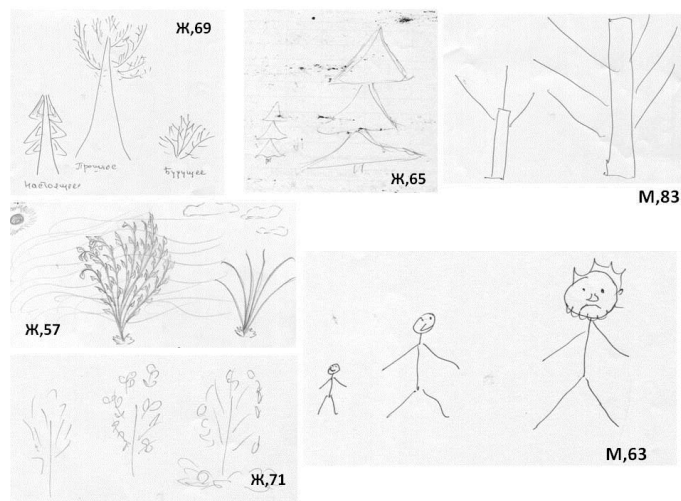 Ж,69
Прошлое
Будущее
Настоящее
Ж,65
М,83
Ж,57
Ж,71
М,63